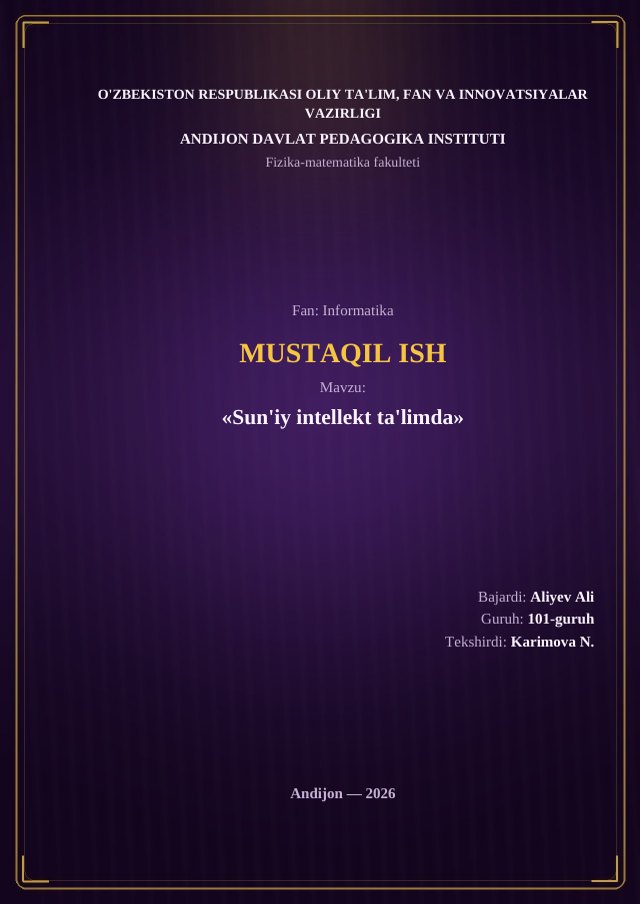 O'ZBEKISTON RESPUBLIKASI OLIY TA'LIM, FAN VA INNOVATSIYALAR
VAZIRLIGI
ANDIJON DAVLAT PEDAGOGIKA INSTITUTI
Fizika-matematika fakulteti
Fan: Informatika
MUSTAQIL ISH
Mavzu:
«Sun'iy intellekt ta'limda»
Bajardi: Aliyev Ali
Guruh: 101-guruh
Tekshirdi: Karimova N.
Andijon — 2026